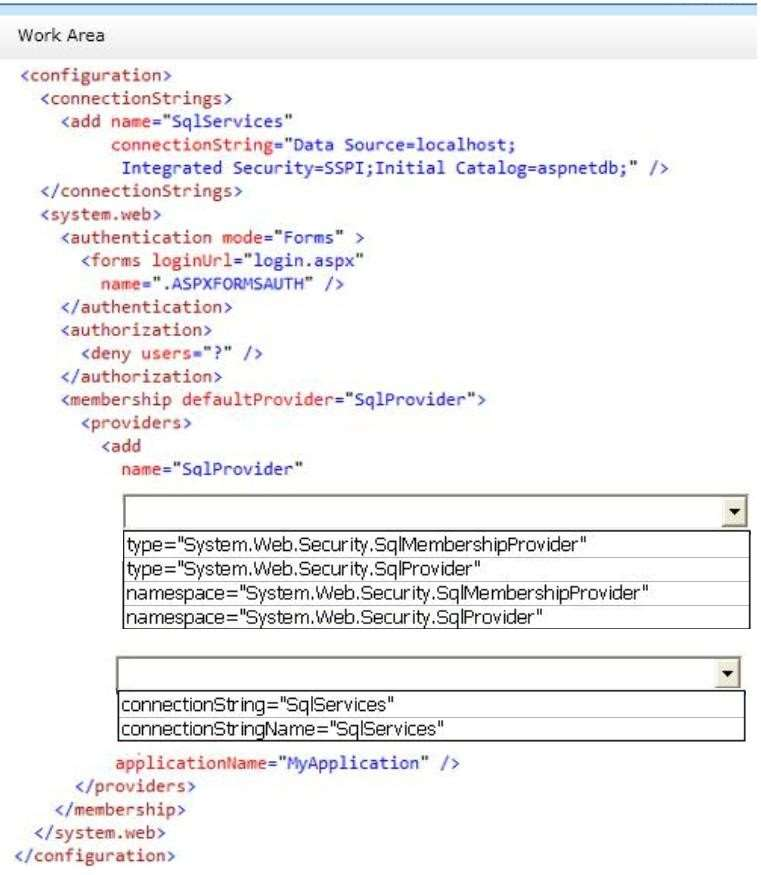 Work Area
<configuration>
<connectionStrings>
<add name="SqlServices"
connectionString="Data Source=localhost;
Integrated Security=SSPI;Initial Catalog=aspnetdb;" />
</connectionStrings>
<system.web>
<authentication mode="Forms" >
<forms loginUrl="login.aspx"
name=".ASPXFORMSAUTH" />
</authentication>
<authorization>
<deny users="?" />
</authorization>
<membership defaultProvider="SqlProvider">
<providers>
<add
name="SqlProvider"
type="System.Web.Security.SqlMembershipProvider"
type="System.Web.Security.SqlProvider"
namespace="System.Web.Security.SqlMembershipProvider"
namespace="System.Web.Security.SqlProvider"
connectionString="SqlServices"
connectionStringName="SqlServices"
applicationName="MyApplication" />
</providers>
</membership>
</system.web>
</configuration>